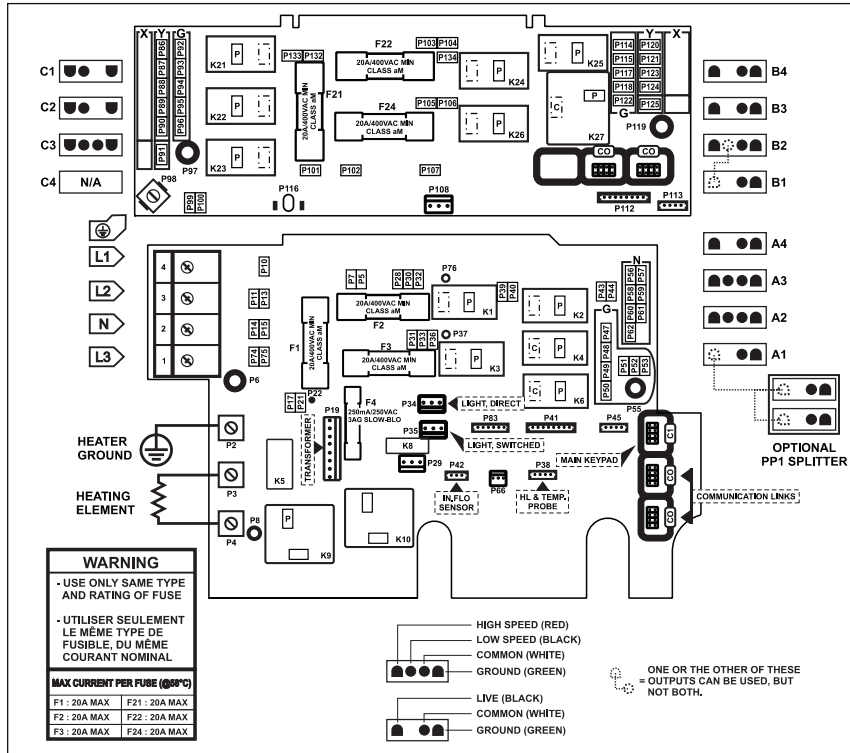 X Y G
P86
P87
P88
P89
P90
P91
P92
P93
P94
P95
P96
P97
P98
P99
P100
C1
C2
C3
C4 N/A
K21
K22
K23
P
P
P
P133 P132
F21
20A/400VAC MIN
CLASS aM
P101
P102
P116
F22
20A/400VAC MIN
CLASS aM
P103 P104
P134
F24
20A/400VAC MIN
CLASS aM
P105 P106
P107
P108
K24
K26
P
P
K25
P
K27
C P
P114
P115
P117
P118
P122
G
Y X
P120
P121
P123
P124
P125
P119
CO CO
P112
P113
B4
B3
B2
B1
A4
A3
A2
A1
OPTIONAL
PP1 SPLITTER
L1
L2
N
L3
4
3
2
1
P10
P11 P13
P14 P15
P74 P75
P6
P17 P21
P22
F1
20A/400VAC MIN
CLASS aM
P7 P5
P28 P30 P32
F2
20A/400VAC MIN
CLASS aM
P31 P33 P36
F3
20A/400VAC MIN
CLASS aM
P76
P37
K1
P
K3
P
P39 P40
K2
C P
K4
C P
K6
C P
P43 P44
N
P56 P57
P58 P59
P60 P61
P62
G
P47
P48
P49
P50
P51 P52 P53
P55
F4
250mA/250VAC
3AG SLOW-BLO
P19
TRANSFORMER
P34
LIGHT, DIRECT
P35
LIGHT, SWITCHED
K8
P29
P83
P41
P45
P42
IN.FLO
SENSOR
P66
P38
HL & TEMP.
PROBE
MAIN KEYPAD
C1
CO
CO
COMMUNICATION LINKS
HEATER
GROUND
P2
HEATING
ELEMENT
P3
P4
P8
K5
P
K9
K10
WARNING
- USE ONLY SAME TYPE
AND RATING OF FUSE
- UTILISER SEULEMENT
LE MÊME TYPE DE
FUSIBLE, DU MÊME
COURANT NOMINAL
MAX CURRENT PER FUSE (@58°C)
F1 : 20A MAX F21 : 20A MAX
F2 : 20A MAX F22 : 20A MAX
F3 : 20A MAX F24 : 20A MAX
HIGH SPEED (RED)
LOW SPEED (BLACK)
COMMON (WHITE)
GROUND (GREEN)
LIVE (BLACK)
COMMON (WHITE)
GROUND (GREEN)
ONE OR THE OTHER OF THESE
= OUTPUTS CAN BE USED, BUT
NOT BOTH.